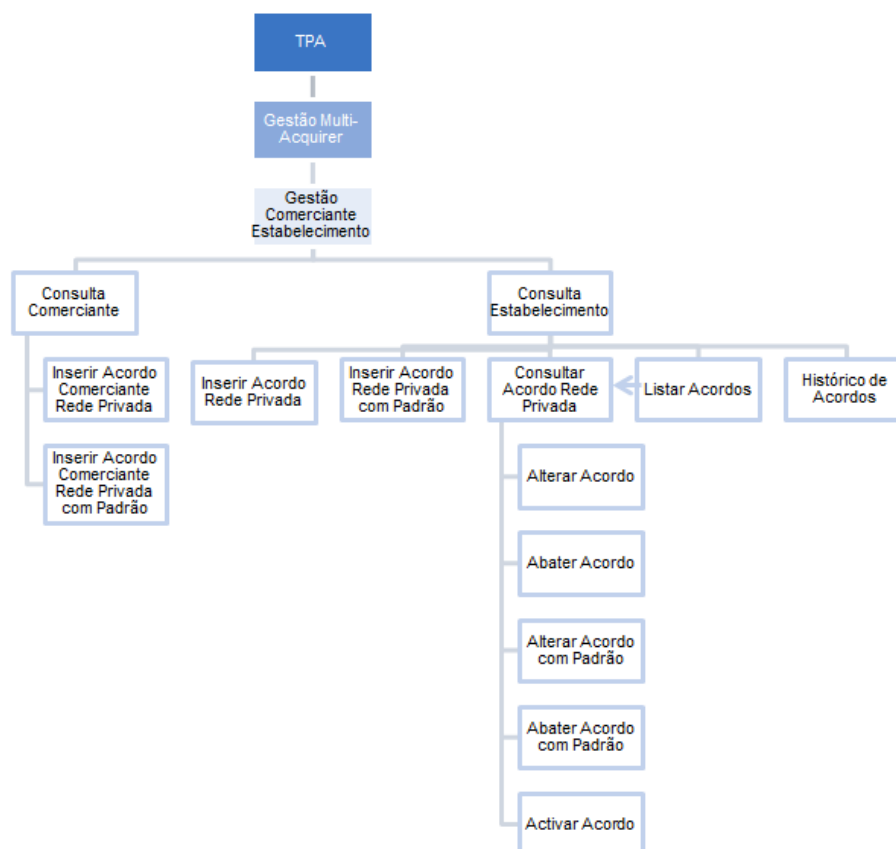 TPA
Gestão Multi-
Acquirer
Gestão
Comerciante
Estabelecimento
Consulta
Comerciante
Consulta
Estabelecimento
Inserir Acordo
Comerciante
Rede Privada
Inserir Acordo
Rede Privada
Inserir Acordo
Rede Privada
com Padrão
Consultar
Acordo Rede
Privada
Listar Acordos
Histórico de
Acordos
Inserir Acordo
Comerciante
Rede Privada
com Padrão
Alterar Acordo
Abater Acordo
Alterar Acordo
com Padrão
Abater Acordo
com Padrão
Activar Acordo